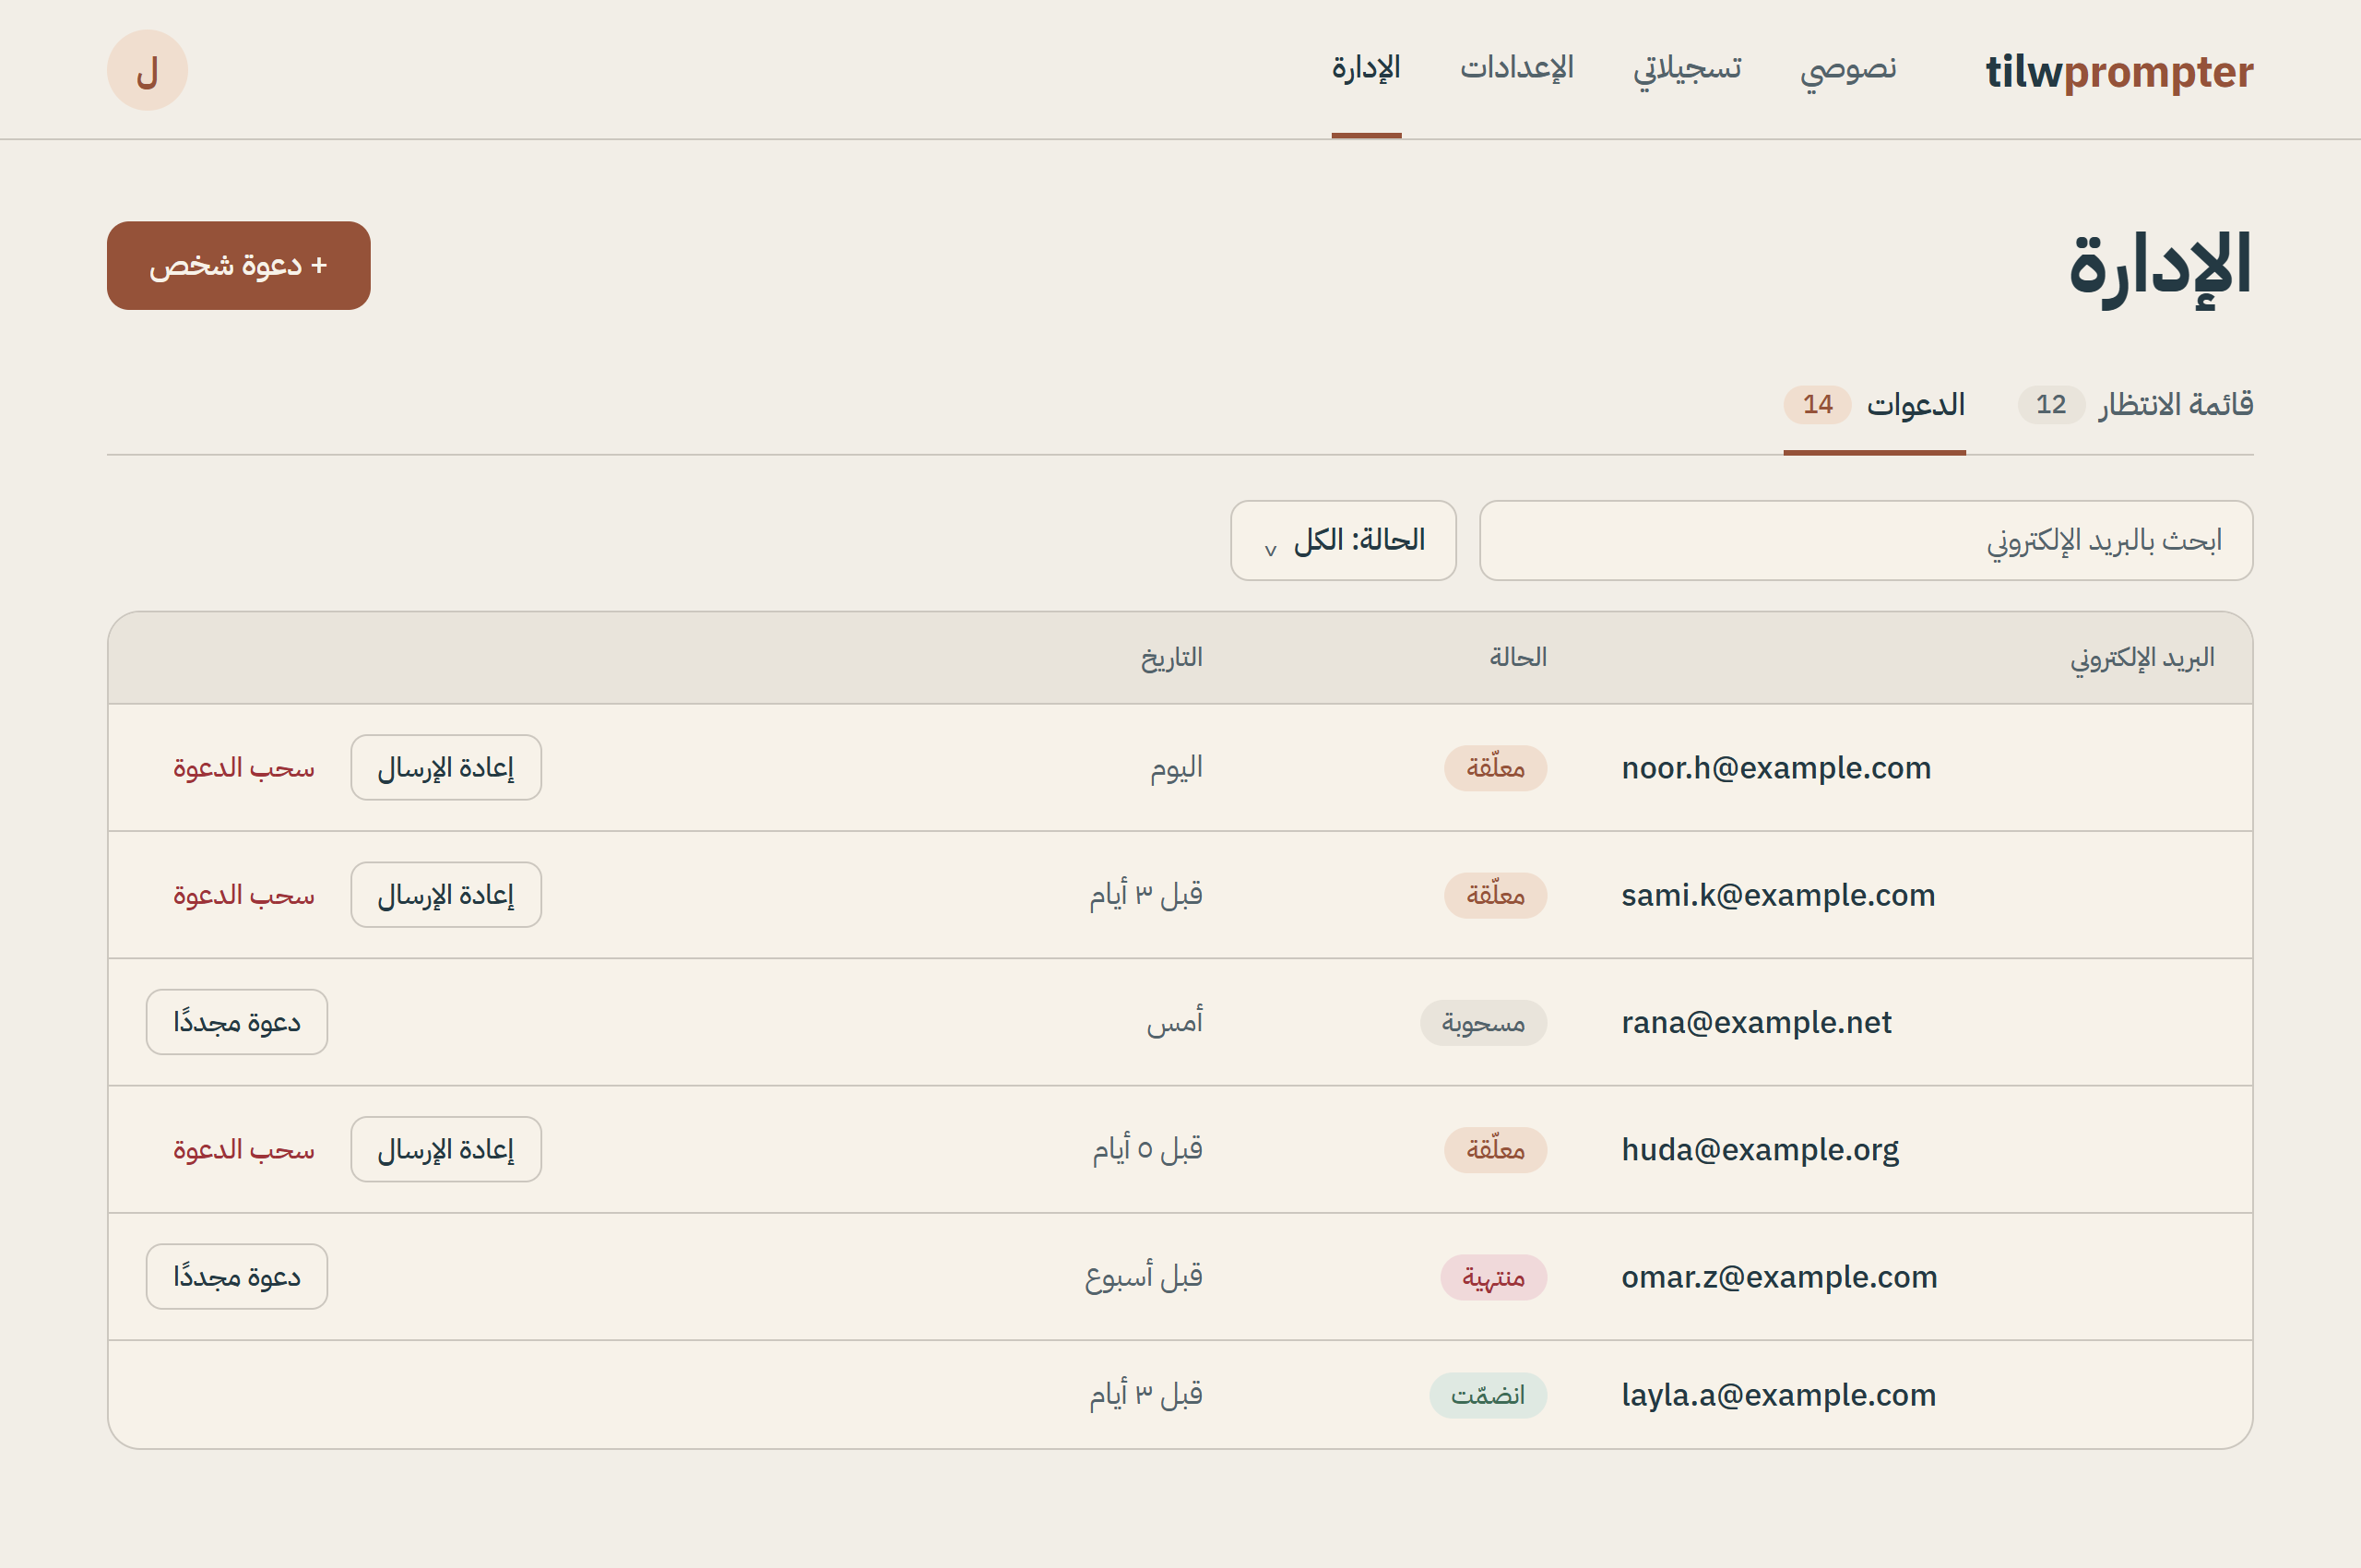 tilwprompter نصوصي تسجيلاتي الإعدادات الإدارة ل
الإدارة + دعوة شخص
قائمة الانتظار 12 الدعوات 14
ابحث بالبريد الإلكتروني الحالة: الكل
البريد الإلكتروني الحالة التاريخ
noor.h@example.com معلّقة اليوم إعادة الإرسال سحب الدعوة
sami.k@example.com معلّقة قبل ٣ أيام إعادة الإرسال سحب الدعوة
rana@example.net مسحوبة أمس دعوة مجددًا
huda@example.org معلّقة قبل ٥ أيام إعادة الإرسال سحب الدعوة
omar.z@example.com منتهية قبل أسبوع دعوة مجددًا
layla.a@example.com انضمّت قبل ٣ أيام